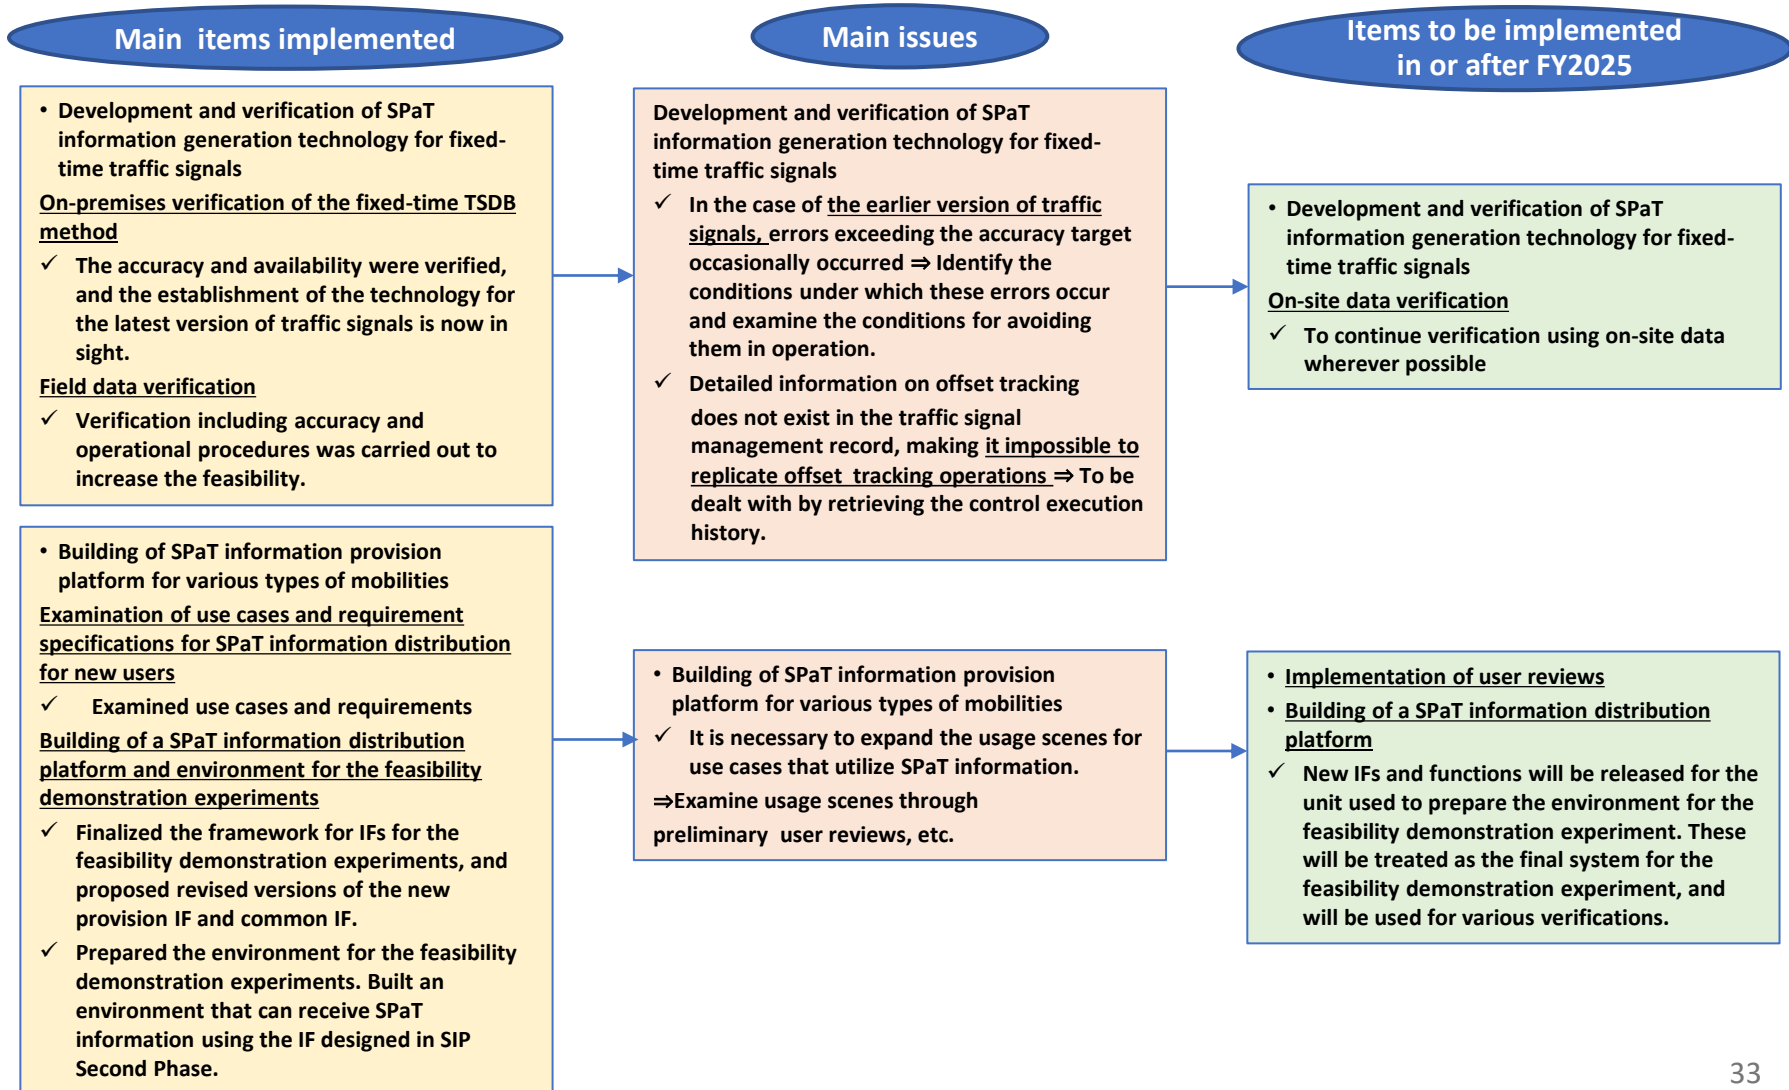 Main items implemented
Main issues
Items to be implemented
in or after FY2025
• Development and verification of SPaT
information generation technology for fixed-
time traffic signals
On-premises verification of the fixed-time TSDB
method
✓ The accuracy and availability were verified,
and the establishment of the technology for
the latest version of traffic signals is now in
sight.
Field data verification
✓ Verification including accuracy and
operational procedures was carried out to
increase the feasibility.
Development and verification of SPaT
information generation technology for fixed-
time traffic signals
✓ In the case of the earlier version of traffic
signals, errors exceeding the accuracy target
occasionally occurred ⇒ Identify the
conditions under which these errors occur
and examine the conditions for avoiding
them in operation.
✓ Detailed information on offset tracking
does not exist in the traffic signal
management record, making it impossible to
replicate offset tracking operations ⇒ To be
dealt with by retrieving the control execution
history.
• Development and verification of SPaT
information generation technology for fixed-
time traffic signals
On-site data verification
✓ To continue verification using on-site data
wherever possible
• Building of SPaT information provision
platform for various types of mobilities
Examination of use cases and requirement
specifications for SPaT information distribution
for new users
✓ Examined use cases and requirements
Building of a SPaT information distribution
platform and environment for the feasibility
demonstration experiments
✓ Finalized the framework for IFs for the
feasibility demonstration experiments, and
proposed revised versions of the new
provision IF and common IF.
✓ Prepared the environment for the feasibility
demonstration experiments. Built an
environment that can receive SPaT
information using the IF designed in SIP
Second Phase.
• Building of SPaT information provision
platform for various types of mobilities
✓ It is necessary to expand the usage scenes for
use cases that utilize SPaT information.
⇒Examine usage scenes through
preliminary user reviews, etc.
• Implementation of user reviews
• Building of a SPaT information distribution
platform
✓ New IFs and functions will be released for the
unit used to prepare the environment for the
feasibility demonstration experiment. These
will be treated as the final system for the
feasibility demonstration experiment, and
will be used for various verifications.
33